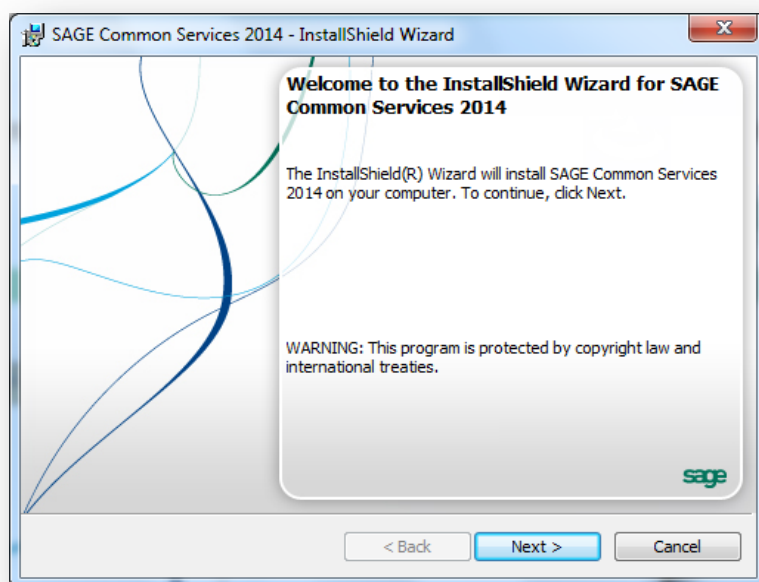 SAGE Common Services 2014 - InstallShield Wizard
Welcome to the InstallShield Wizard for SAGE
Common Services 2014
The InstallShield(R) Wizard will install SAGE Common Services
2014 on your computer. To continue, click Next.
WARNING: This program is protected by copyright law and
international treaties.
sage
< Back Next > Cancel